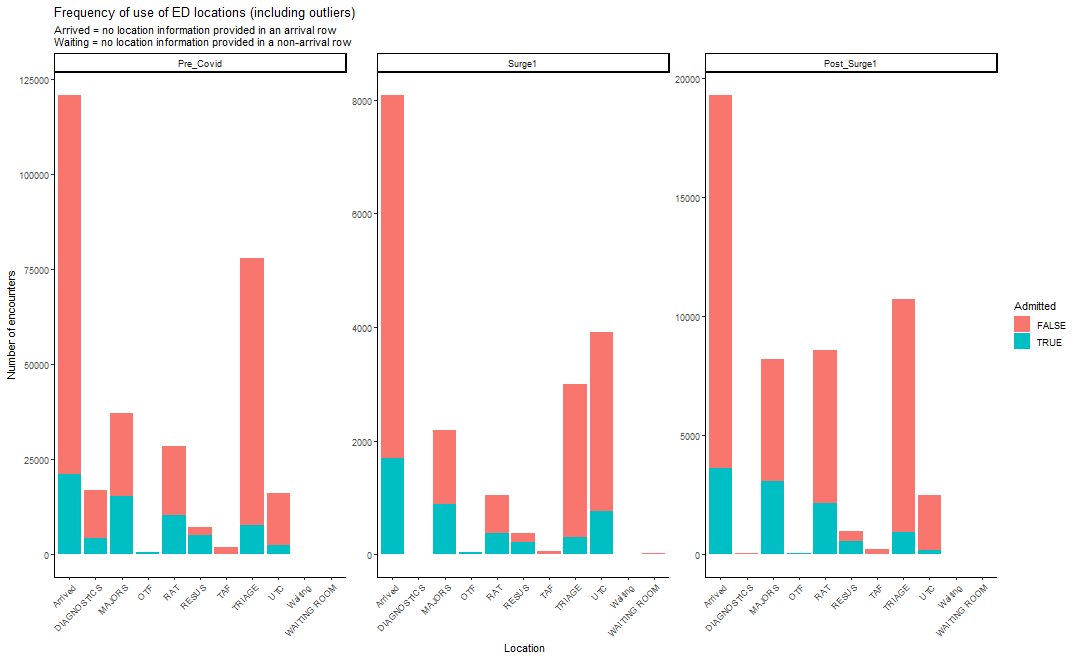 Frequency of use of ED locations (including outliers)
Arrived = no location information provided in an arrival row
Waiting = no location information provided in a non-arrival row
Pre_Covid
Surge1
Post_Surge1
Number of encounters
125000
100000
75000
50000
25000
0
8000
6000
4000
2000
0
20000
15000
10000
5000
0
Arrived
DIAGNOSTICS
MAJORS
OTF
RAT
RESUS
TAF
TRIAGE
UTC
Waiting
WAITING ROOM
Arrived
DIAGNOSTICS
MAJORS
OTF
RAT
RESUS
TAF
TRIAGE
UTC
Waiting
WAITING ROOM
Arrived
DIAGNOSTICS
MAJORS
OTF
RAT
RESUS
TAF
TRIAGE
UTC
Waiting
WAITING ROOM
Location
Admitted
FALSE
TRUE